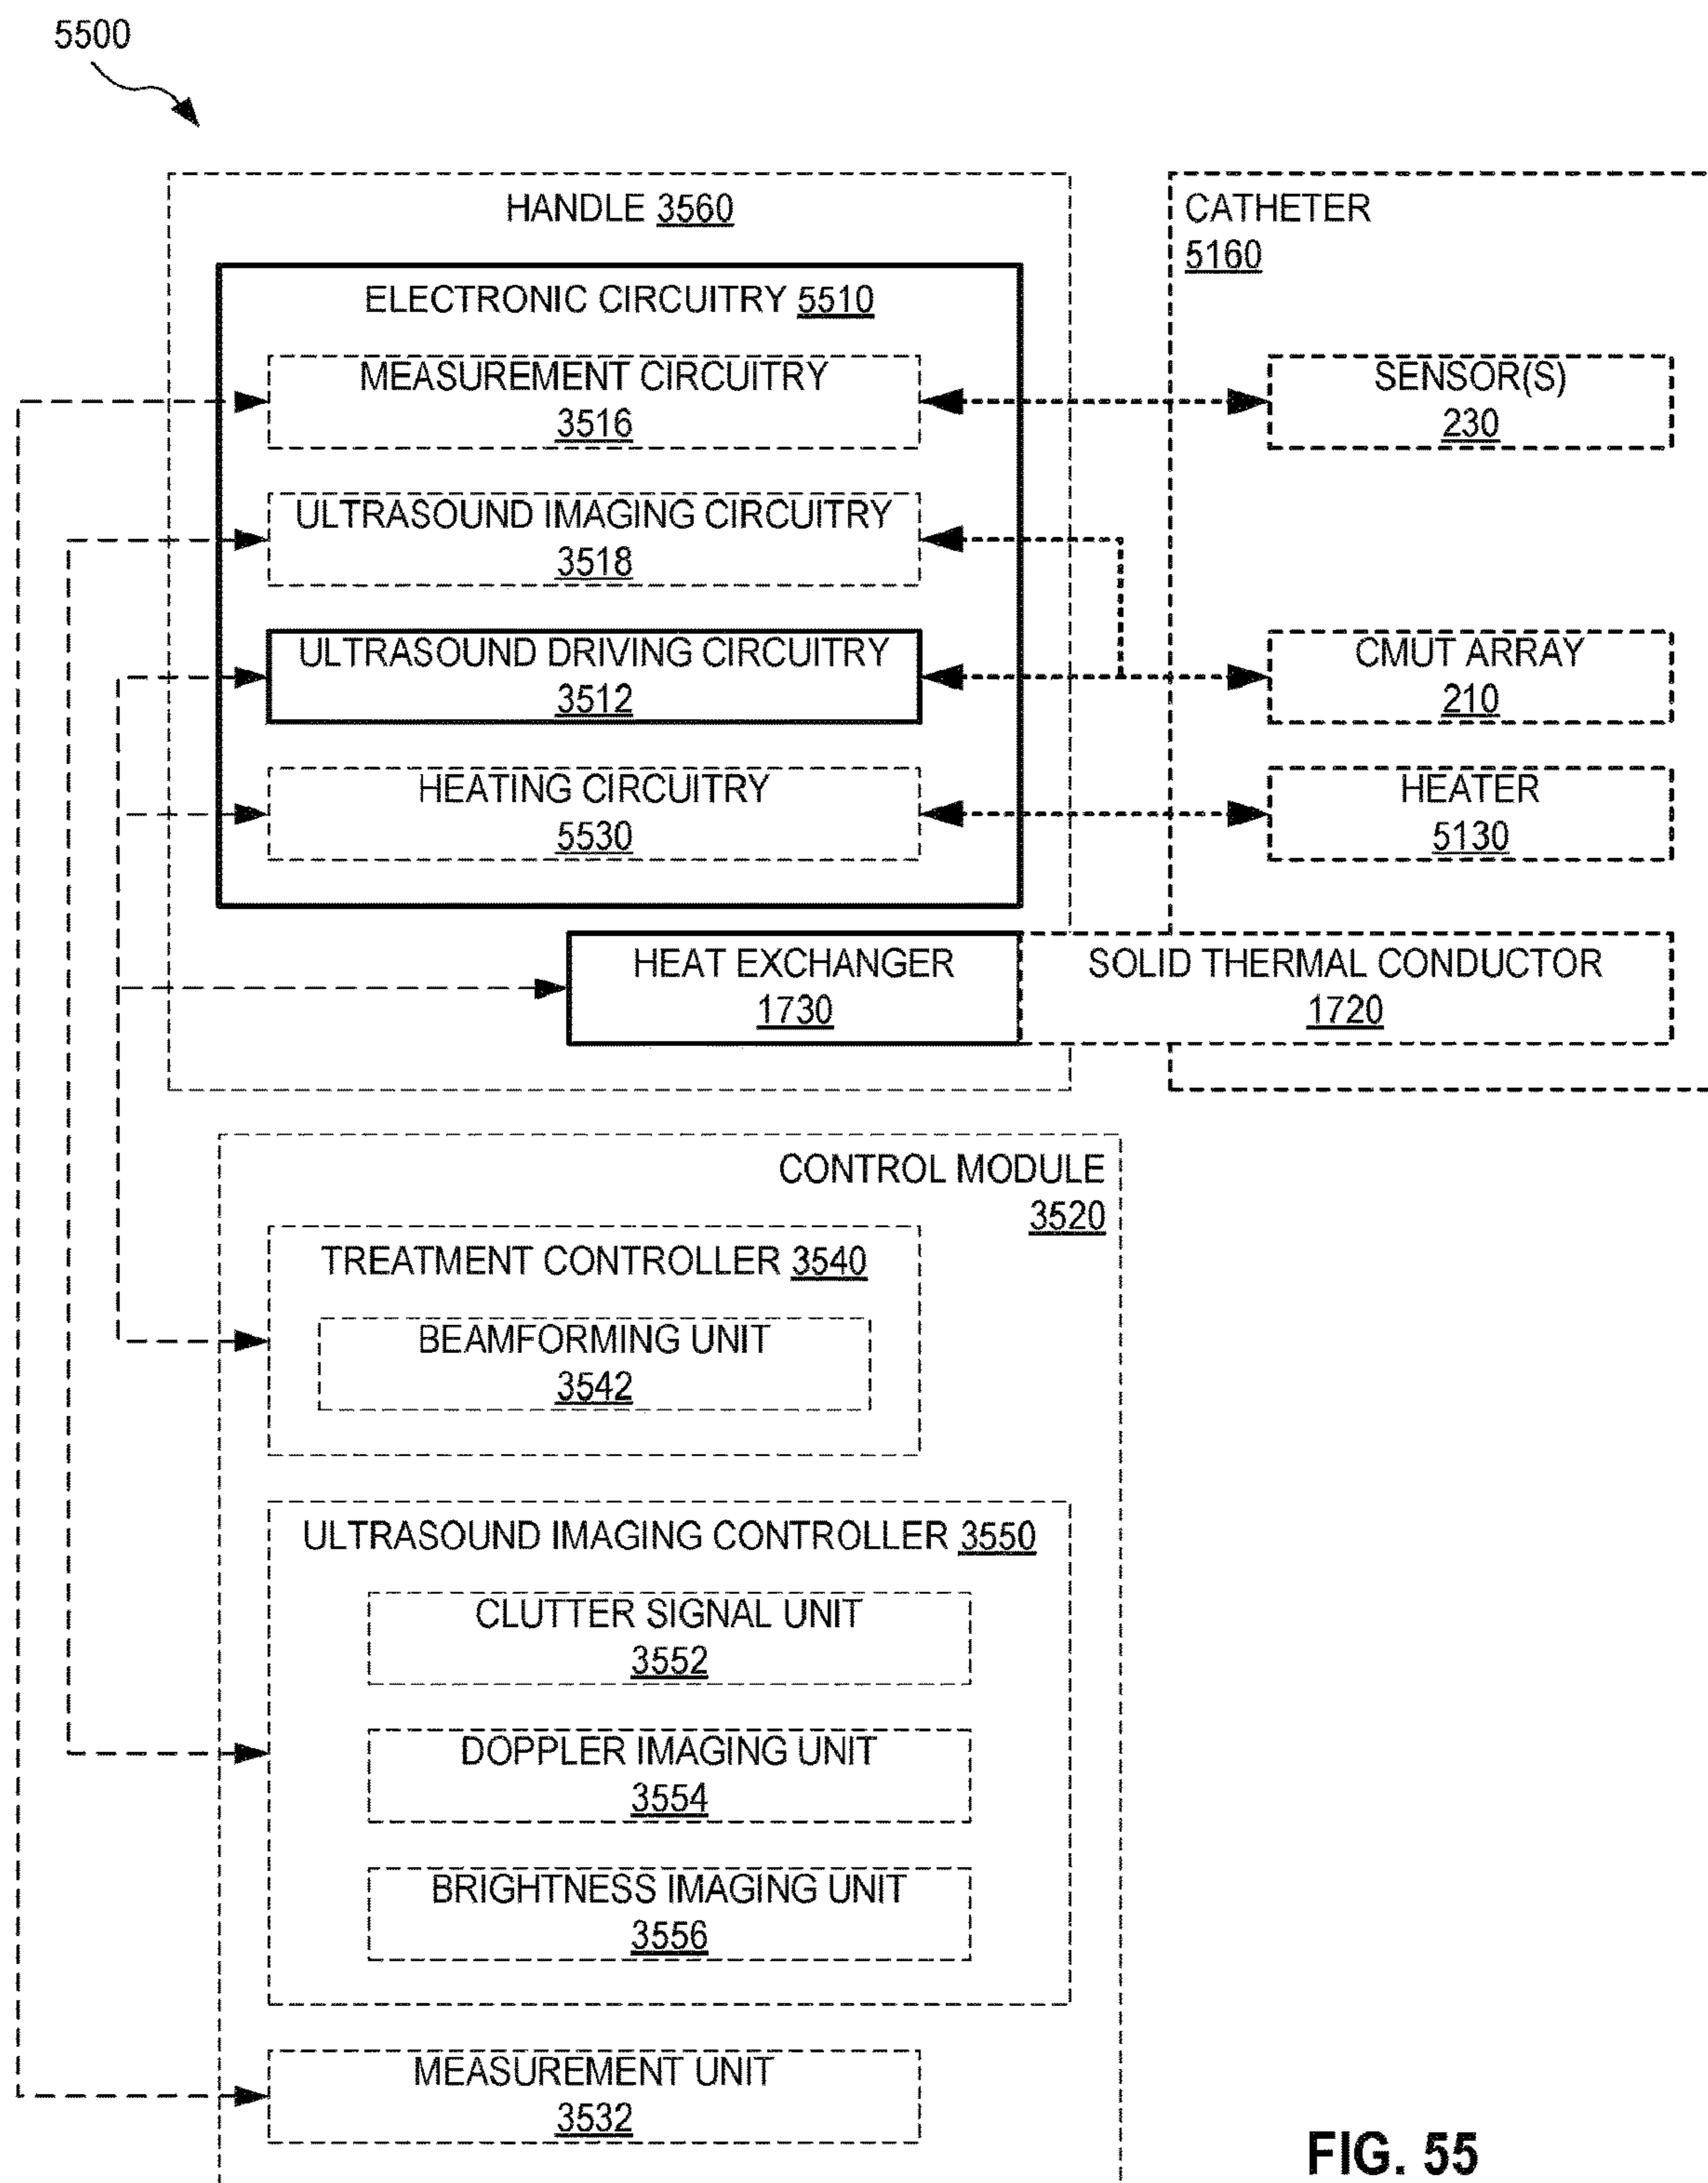 5500
HANDLE 3560
CATHETER
5160
ELECTRONIC CIRCUITRY 5510
MEASUREMENT CIRCUITRY
3516
SENSOR(S)
230
ULTRASOUND IMAGING CIRCUITRY
3518
ULTRASOUND DRIVING CIRCUITRY
3512
CMUT ARRAY
210
HEATING CIRCUITRY
5530
HEATER
5130
HEAT EXCHANGER
1730
SOLID THERMAL CONDUCTOR
1720
CONTROL MODULE
3520
TREATMENT CONTROLLER 3540
BEAMFORMING UNIT
3542
ULTRASOUND IMAGING CONTROLLER 3550
CLUTTER SIGNAL UNIT
3552
DOPPLER IMAGING UNIT
3554
BRIGHTNESS IMAGING UNIT
3556
MEASUREMENT UNIT
3532
FIG. 55